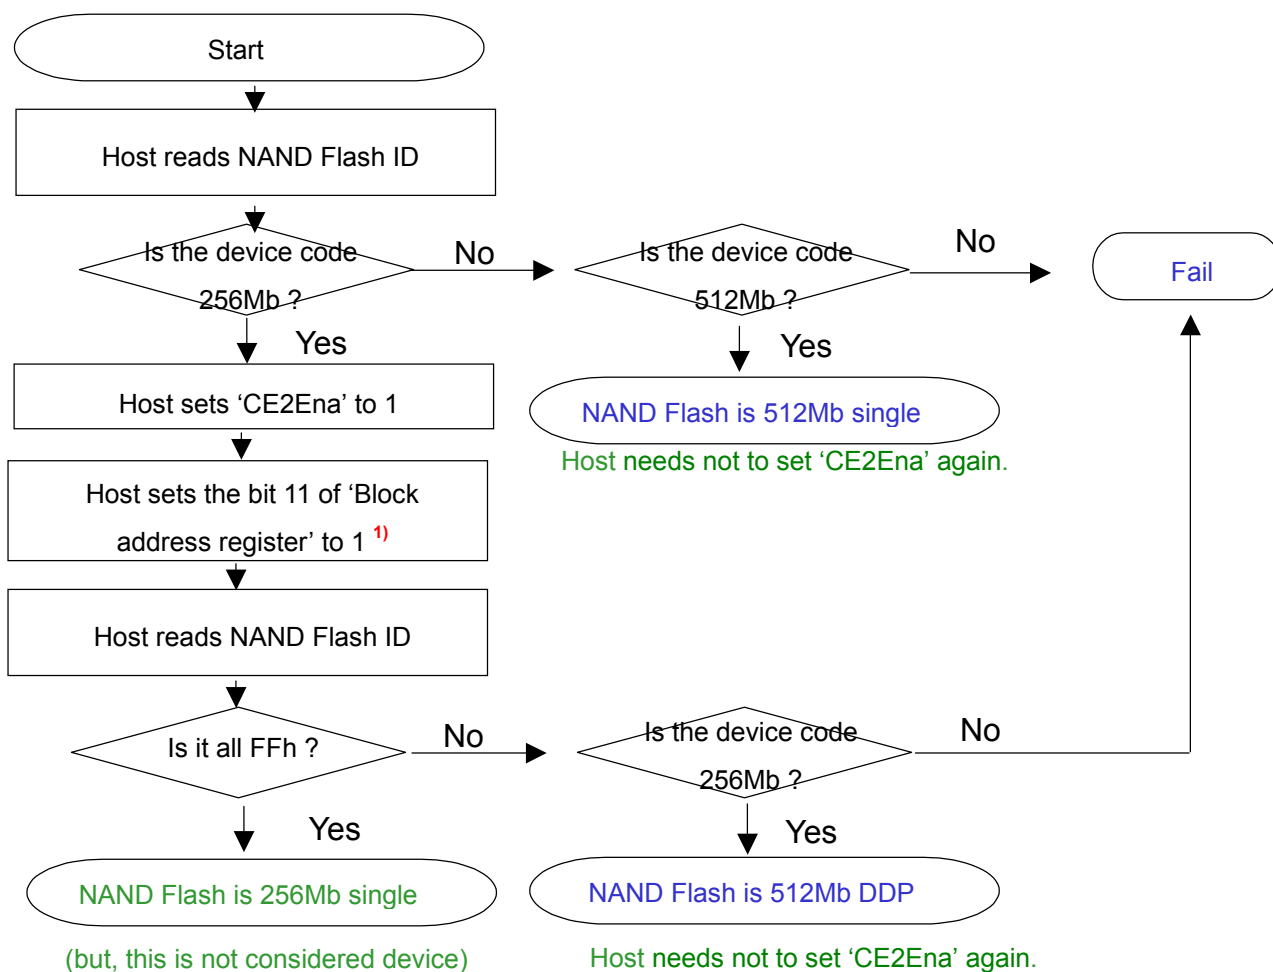 Start
Host reads NAND Flash ID
Is the device code
256Mb ?
No
Is the device code
512Mb ?
No
Fail
Yes
Yes
Host sets ‘CE2Ena’ to 1
NAND Flash is 512Mb single
Host needs not to set ‘CE2Ena’ again.
Host sets the bit 11 of ‘Block
address register’ to 1 1)
Host reads NAND Flash ID
Is it all FFh ?
No
Is the device code
256Mb ?
No
Yes
Yes
NAND Flash is 256Mb single
NAND Flash is 512Mb DDP
(but, this is not considered device)
Host needs not to set ‘CE2Ena’ again.